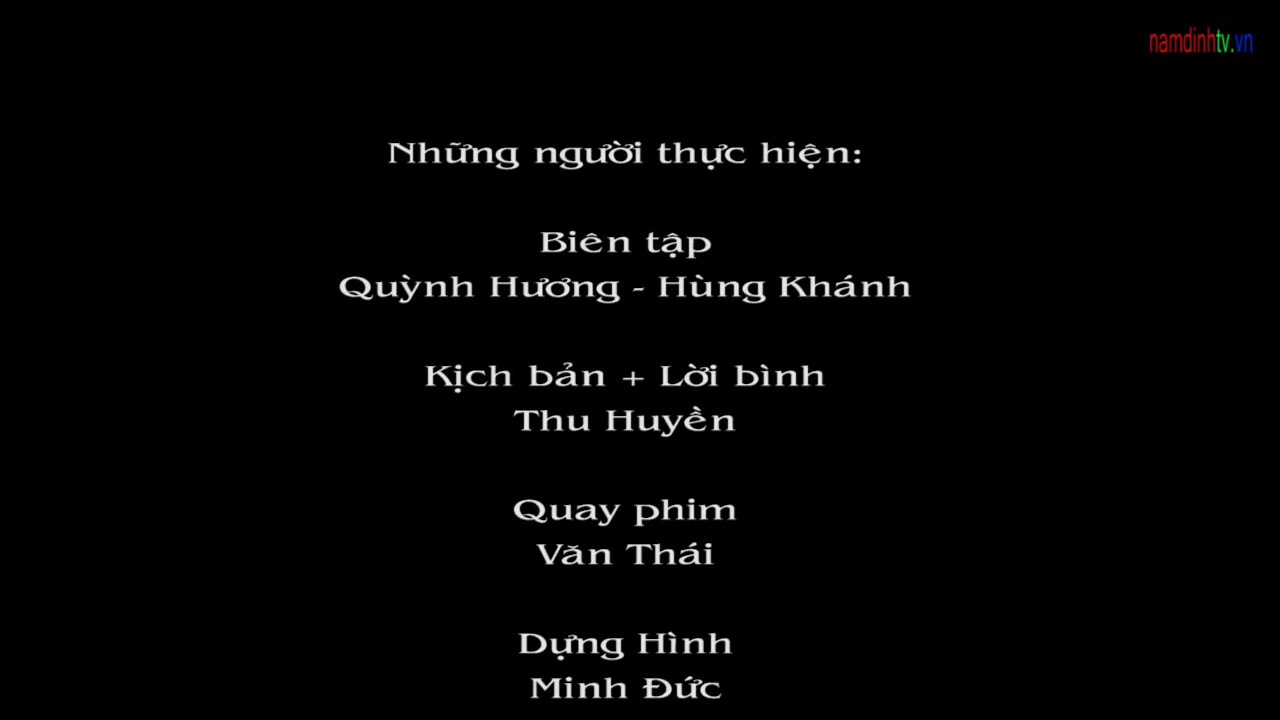 namdinhtv.vn
Những người thực hiện:
Biên tập
Quỳnh Hương - Hùng Khánh
Kịch bản + Lời bình
Thu Huyền
Quay phim
Văn Thái
Dựng Hình
Minh Đức